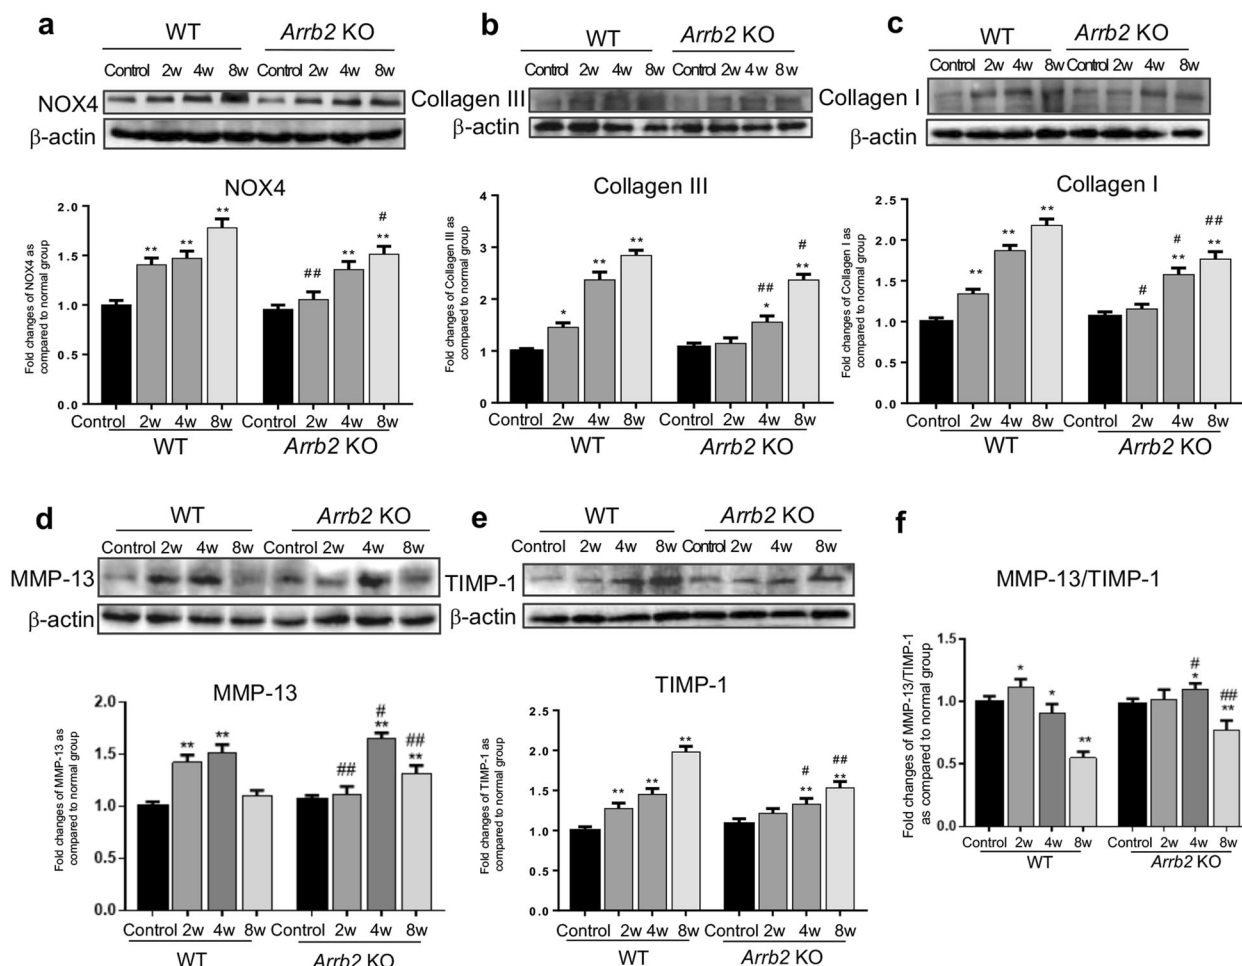 a
WT Arrb2 KO
Control 2w 4w 8w Control 2w 4w 8w
NOX4
β-actin
NOX4
Fold changes of NOX4 as
compared to normal group
2.0
1.5
1.0
0.5
0.0
** ** ** ## ** # **
Control 2w 4w 8w Control 2w 4w 8w
WT Arrb2 KO
b
WT Arrb2 KO
Control 2w 4w 8w Control 2w 4w 8w
Collagen III
β-actin
Collagen III
Fold changes of Collagen III as
compared to normal group
4
3
2
1
0
* ** ** ## * # **
Control 2w 4w 8w Control 2w 4w 8w
WT Arrb2 KO
c
WT Arrb2 KO
Control 2w 4w 8w Control 2w 4w 8w
Collagen I
β-actin
Collagen I
Fold changes of Collagen I as
compared to normal group
2.5
2.0
1.5
1.0
0.5
0.0
** ** ** # # ** ## **
Control 2w 4w 8w Control 2w 4w 8w
WT Arrb2 KO
d
WT Arrb2 KO
Control 2w 4w 8w Control 2w 4w 8w
MMP-13
β-actin
MMP-13
Fold changes of MMP-13 as
compared to normal group
2.0
1.5
1.0
0.5
0.0
** ** ## # ** ## **
Control 2w 4w 8w Control 2w 4w 8w
WT Arrb2 KO
e
WT Arrb2 KO
Control 2w 4w 8w Control 2w 4w 8w
TIMP-1
β-actin
TIMP-1
Fold changes of TIMP-1 as
compared to normal group
2.5
2.0
1.5
1.0
0.5
0.0
** ** ** # ** ## **
Control 2w 4w 8w Control 2w 4w 8w
WT Arrb2 KO
f
MMP-13/TIMP-1
Fold changes of MMP-13/TIMP-1
as compared to normal group
1.5
1.0
0.5
0.0
* * ** # * ## **
Control 2w 4w 8w Control 2w 4w 8w
WT Arrb2 KO